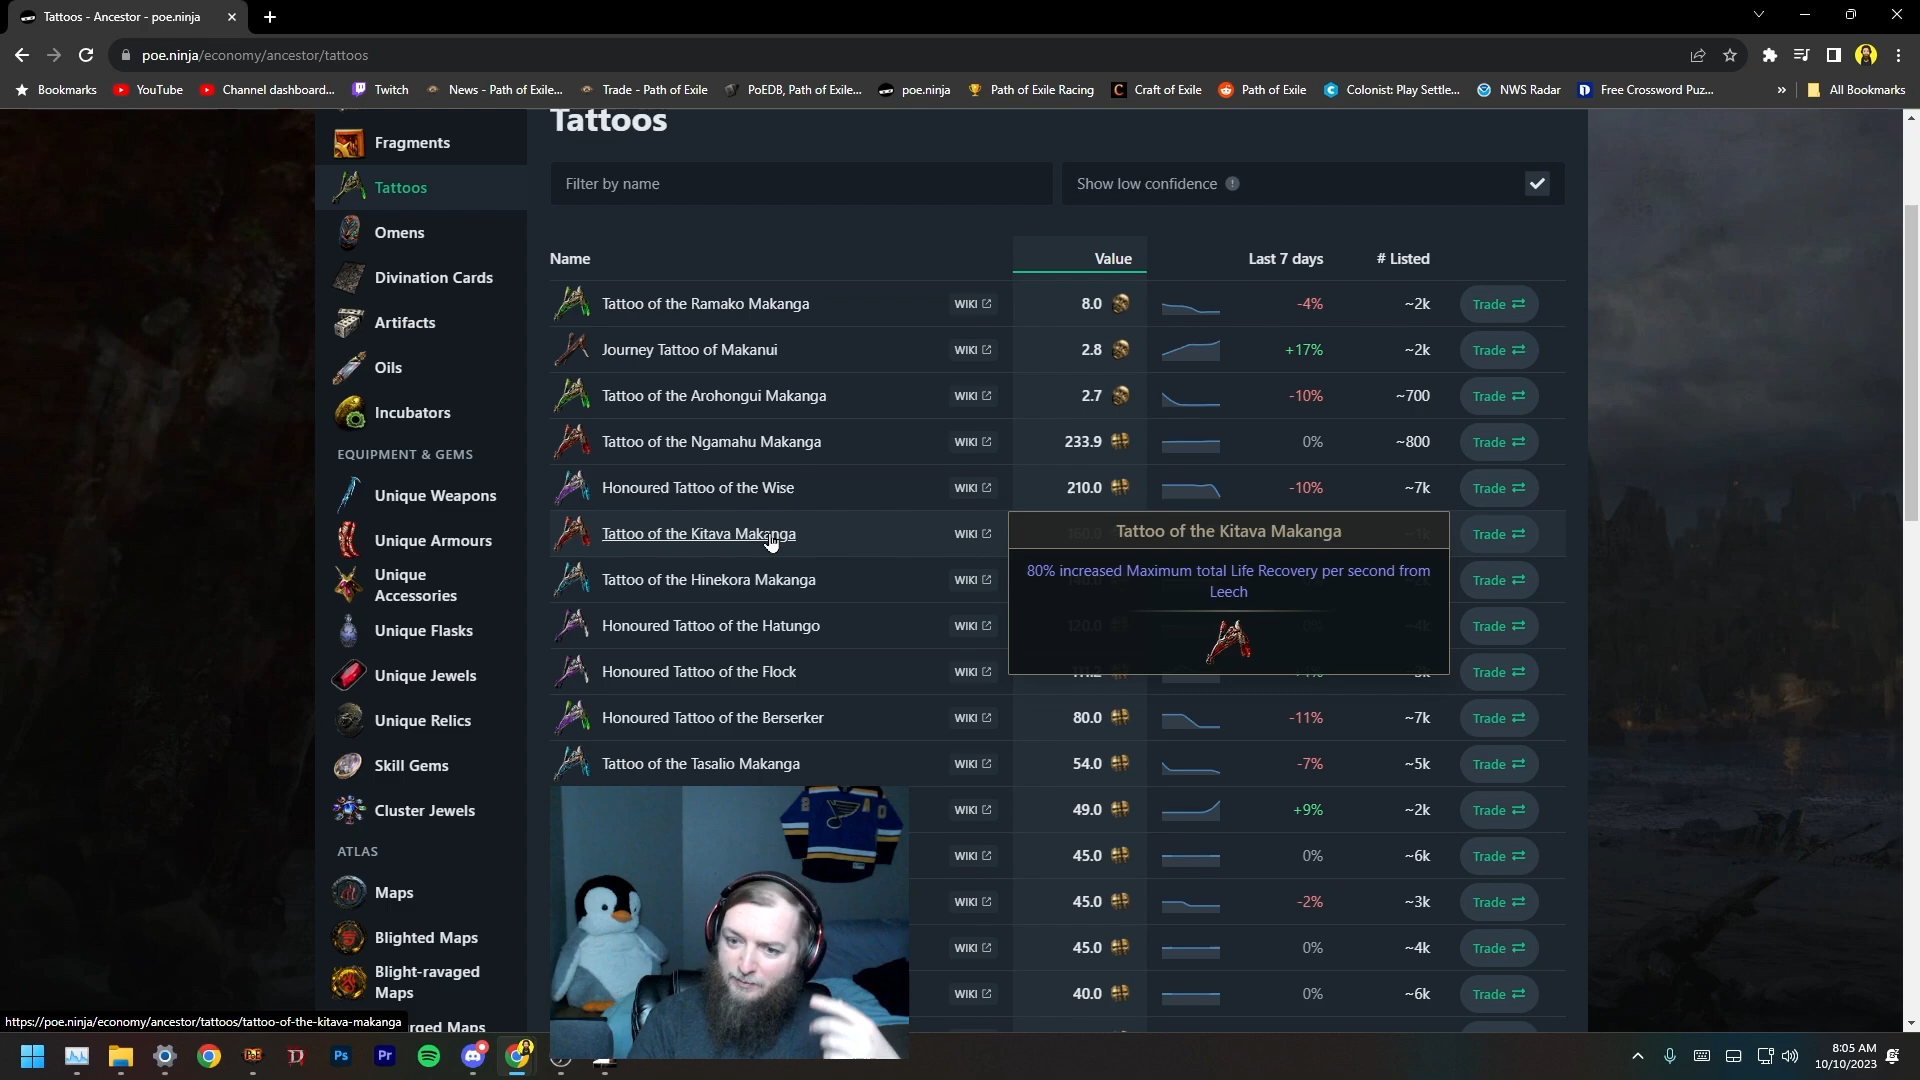 Tattoos - Ancestor - poe.ninja
poe.ninja/economy/ancestor/tattoos
Bookmarks
YouTube
Channel dashboard...
Twitch
News - Path of Exile...
Trade - Path of Exile
PoEDB, Path of Exile...
poe.ninja
Path of Exile Racing
Craft of Exile
Path of Exile
Colonist: Play Settle...
NWS Radar
Free Crossword Puz...
»
All Bookmarks
Fragments
Tattoos
Omens
Divination Cards
Artifacts
Oils
Incubators
EQUIPMENT & GEMS
Unique Weapons
Unique Armours
Unique
Accessories
Unique Flasks
Unique Jewels
Unique Relics
Skill Gems
Cluster Jewels
ATLAS
Maps
Blighted Maps
Blight-ravaged
Maps
Maps
Tattoos
Filter by name
Show low confidence
Name Value Last 7 days # Listed
Tattoo of the Ramako Makanga WIKI 8.0 -4% ~2k Trade
Journey Tattoo of Makanui WIKI 2.8 +17% ~2k Trade
Tattoo of the Arohongui Makanga WIKI 2.7 -10% ~700 Trade
Tattoo of the Ngamahu Makanga WIKI 233.9 0% ~800 Trade
Honoured Tattoo of the Wise WIKI 210.0 -10% ~7k Trade
Tattoo of the Kitava Makanga WIKI Trade
Tattoo of the Hinekora Makanga WIKI Trade
Honoured Tattoo of the Hatungo WIKI 120.0 0% ~4k Trade
Honoured Tattoo of the Flock WIKI Trade
Honoured Tattoo of the Berserker WIKI 80.0 -11% ~7k Trade
Tattoo of the Tasalio Makanga WIKI 54.0 -7% ~5k Trade
WIKI 49.0 +9% ~2k Trade
WIKI 45.0 0% ~6k Trade
WIKI 45.0 -2% ~3k Trade
WIKI 45.0 0% ~4k Trade
WIKI 40.0 0% ~6k Trade
Tattoo of the Kitava Makanga
80% increased Maximum total Life Recovery per second from
Leech
https://poe.ninja/economy/ancestor/tattoos/tattoo-of-the-kitava-makanga
Ps
Pr
8:05 AM
10/10/2023